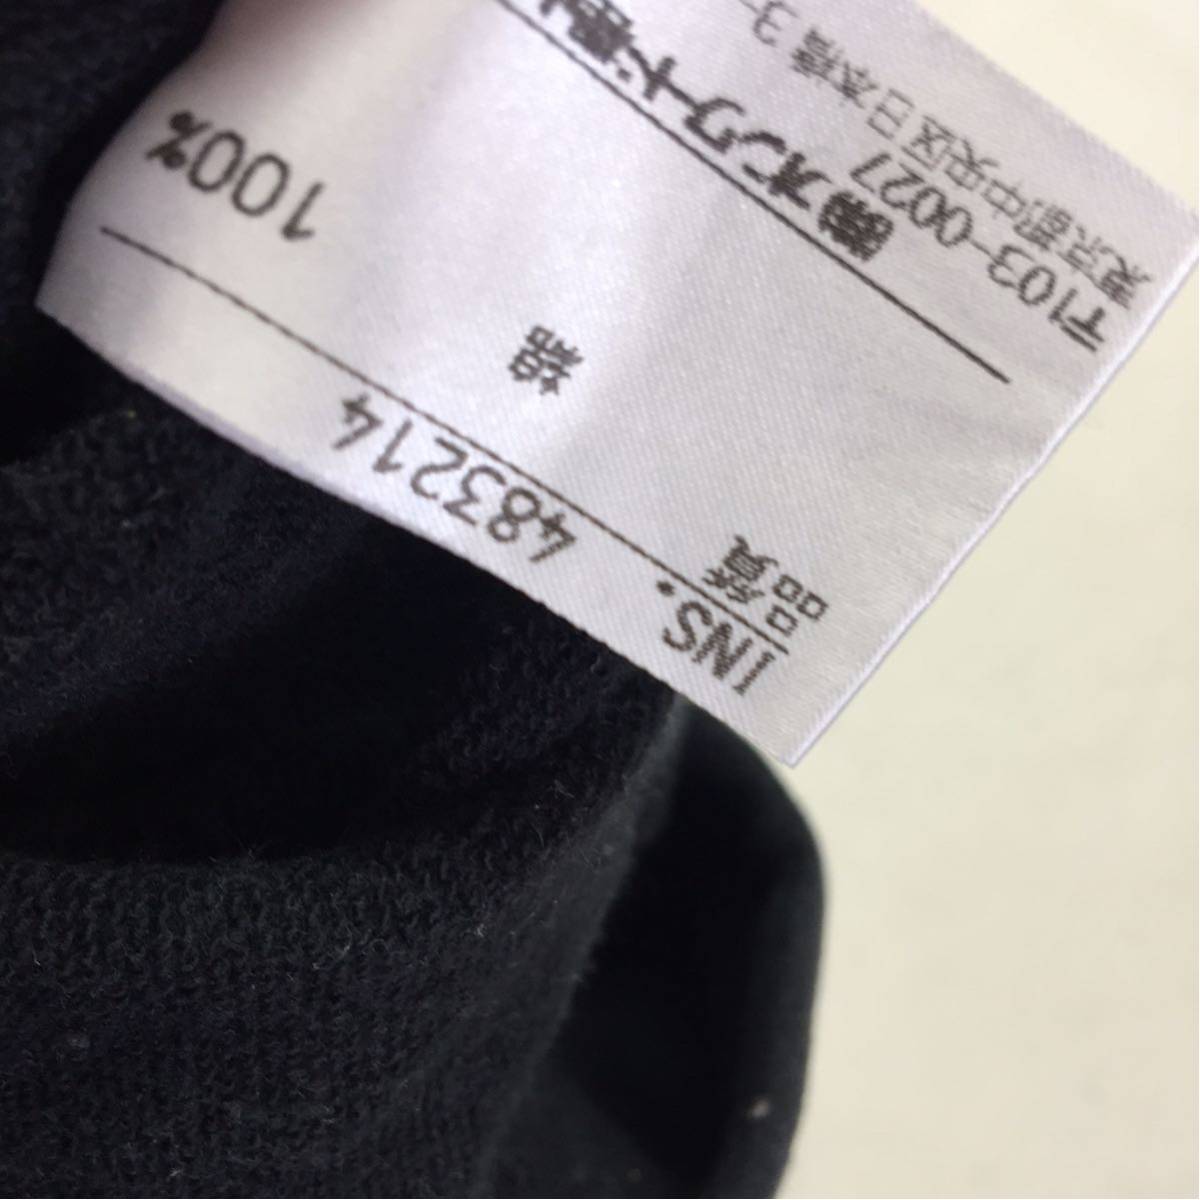 INS. 483214
品質
綿 100%
㈱オンワード樫
〒103-0027
東京都中央区日本橋 3-